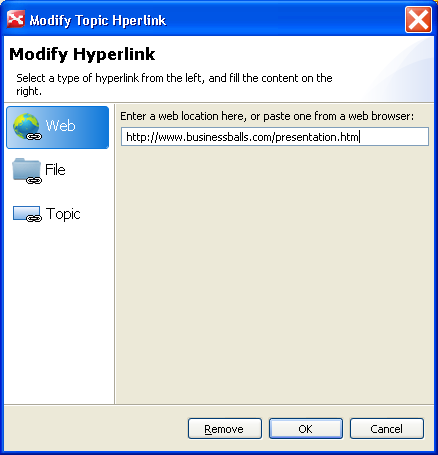 Modify Topic Hperlink
Modify Hyperlink
Select a type of hyperlink from the left, and fill the content on the
right.
Web
File
Topic
Enter a web location here, or paste one from a web browser:
http://www.businessballs.com/presentation.htm
Remove
OK
Cancel